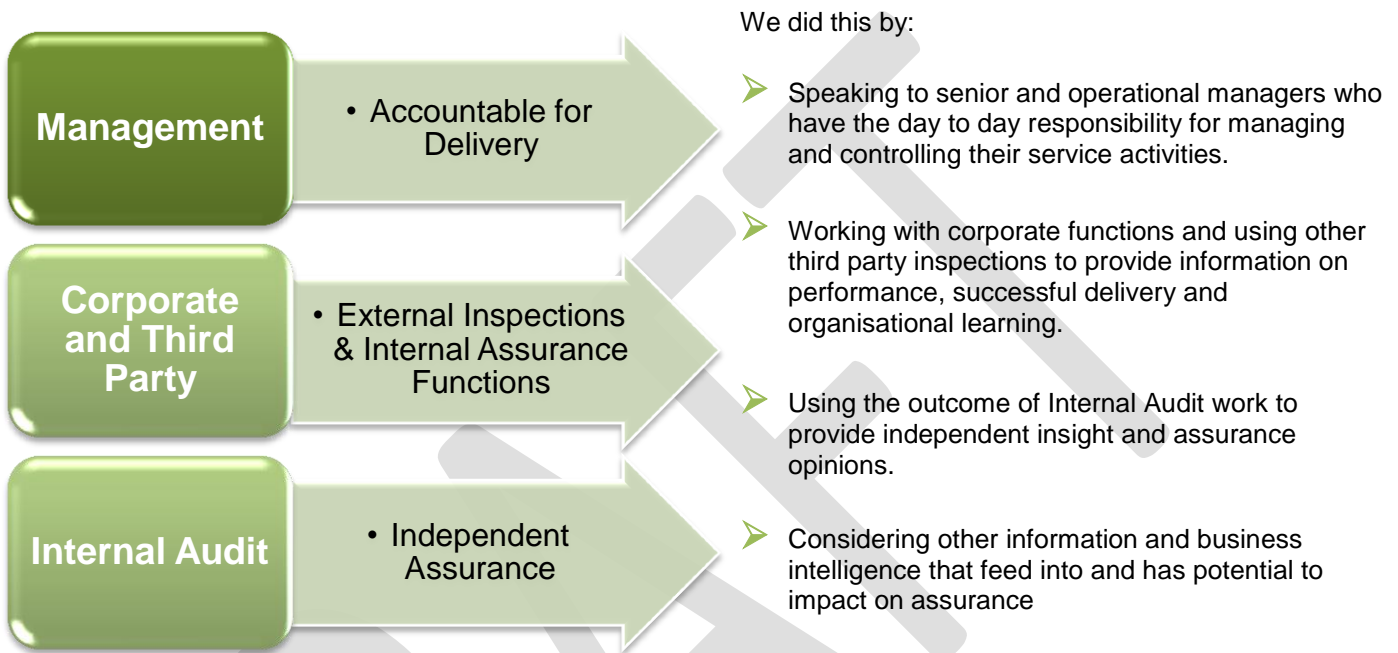 Management
• Accountable for
Delivery
Corporate
and Third
Party
• External Inspections
& Internal Assurance
Functions
Internal Audit
• Independent
Assurance
We did this by:
➢ Speaking to senior and operational managers who
have the day to day responsibility for managing
and controlling their service activities.
➢ Working with corporate functions and using other
third party inspections to provide information on
performance, successful delivery and
organisational learning.
➢ Using the outcome of Internal Audit work to
provide independent insight and assurance
opinions.
➢ Considering other information and business
intelligence that feed into and has potential to
impact on assurance